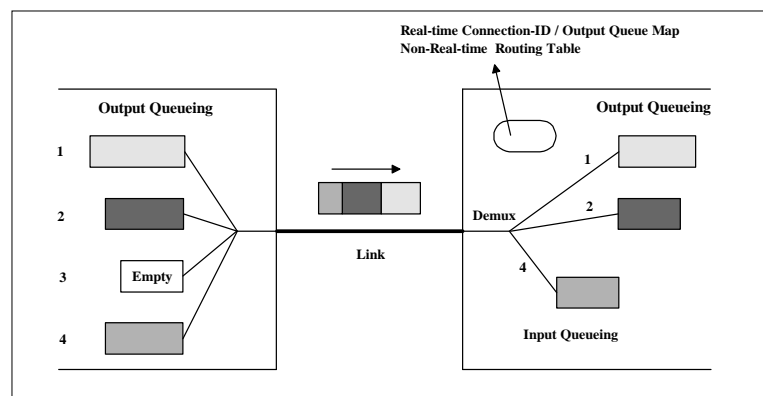 Real-time Connection-ID / Output Queue Map
Non-Real-time Routing Table
Output Queueing
1
2
3
Empty
4
Link
Output Queueing
Demux
1
2
4
Input Queueing